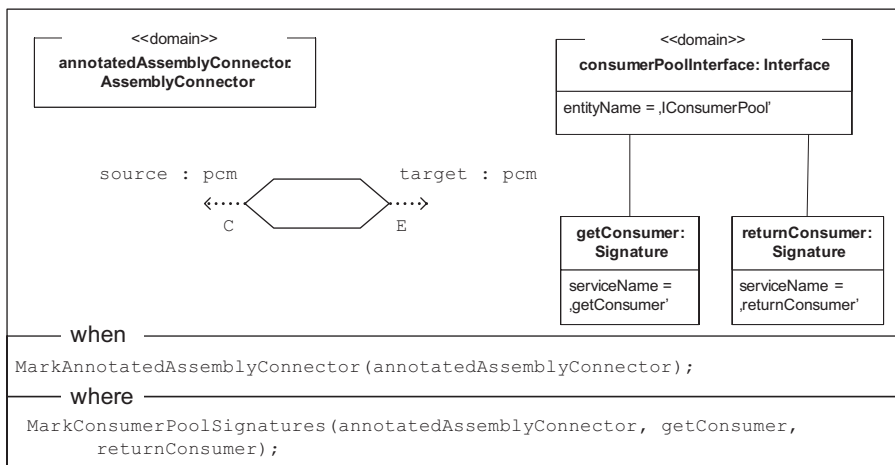 <<domain>>
annotatedAssemblyConnector:
AssemblyConnector
<<domain>>
consumerPoolInterface: Interface
entityName = ‚IConsumerPool’
source : pcm
target : pcm
C
E
getConsumer:
Signature
serviceName =
‚getConsumer’
returnConsumer:
Signature
serviceName =
‚returnConsumer’
when
MarkAnnotatedAssemblyConnector(annotatedAssemblyConnector);
where
MarkConsumerPoolSignatures(annotatedAssemblyConnector, getConsumer,
returnConsumer);